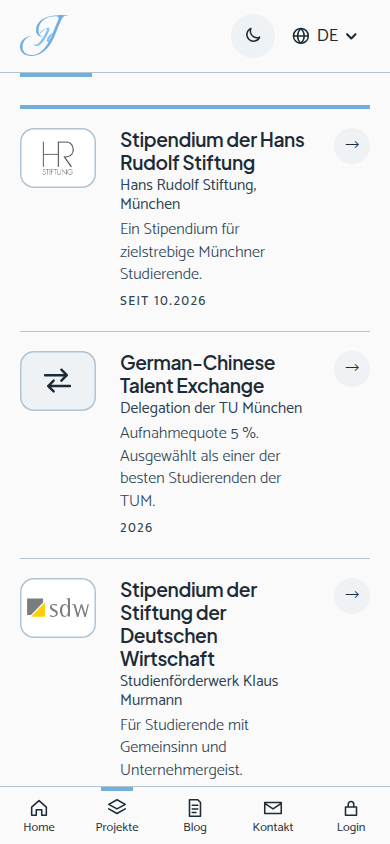 DE
HR
STIFTUNG
Stipendium der Hans
Rudolf Stiftung
Hans Rudolf Stiftung,
München
Ein Stipendium für
zielstrebige Münchner
Studierende.
SEIT 10.2026
German-Chinese
Talent Exchange
Delegation der TU München
Aufnahmequote 5 %.
Ausgewählt als einer der
besten Studierenden der
TUM.
2026
sdw
Stipendium der
Stiftung der
Deutschen
Wirtschaft
Studienförderwerk Klaus
Murmann
Für Studierende mit
Gemeinsinn und
Unternehmergeist.
Home
Projekte
Blog
Kontakt
Login